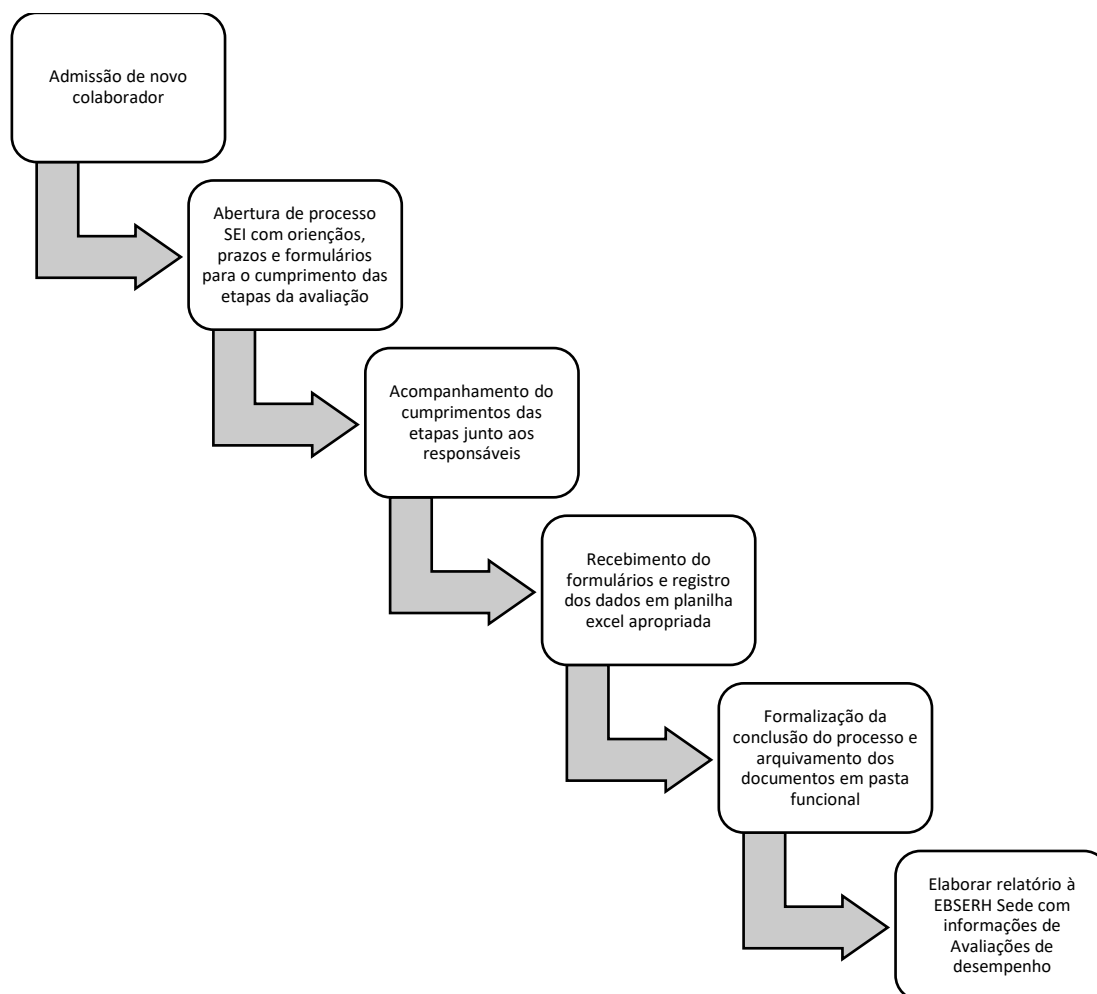 Admissão de novo
colaborador
Abertura de processo
SEI com oriençãos,
prazos e formulários
para o cumprimento das
etapas da avaliação
Acompanhamento do
cumprimentos das
etapas junto aos
responsáveis
Recebimento do
formulários e registro
dos dados em planilha
excel apropriada
Formalização da
conclusão do processo e
arquivamento dos
documentos em pasta
funcional
Elaborar relatório à
EBSERH Sede com
informações de
Avaliações de
desempenho